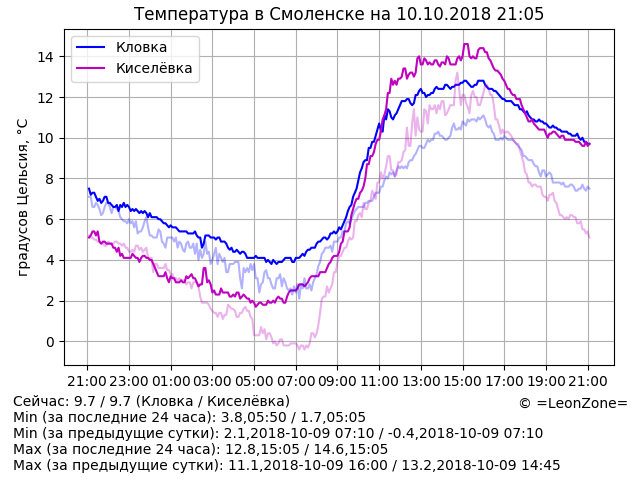 Температура в Смоленске на 10.10.2018 21:05
Кловка
Киселёвка
градусов Цельсия, °C
14
12
10
8
6
4
2
0
21:00 23:00 01:00 03:00 05:00 07:00 09:00 11:00 13:00 15:00 17:00 19:00 21:00
Сейчас: 9.7 / 9.7 (Кловка / Киселёвка)
© =LeonZone=
Min (за последние 24 часа): 3.8,05:50 / 1.7,05:05
Min (за предыдущие сутки): 2.1,2018-10-09 07:10 / -0.4,2018-10-09 07:10
Max (за последние 24 часа): 12.8,15:05 / 14.6,15:05
Max (за предыдущие сутки): 11.1,2018-10-09 16:00 / 13.2,2018-10-09 14:45